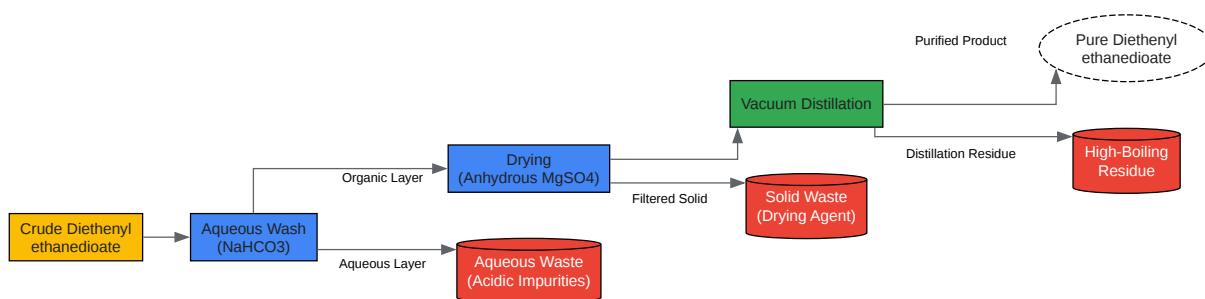 Crude Diethenyl
ethanedioate
Aqueous Wash
(NaHCO3)
Organic Layer
Aqueous Layer
Drying
(Anhydrous MgSO4)
Aqueous Waste
(Acidic Impurities)
Filtered Solid
Vacuum Distillation
Solid Waste
(Drying Agent)
Purified Product
Distillation Residue
Pure Diethenyl
ethanedioate
High-Boiling
Residue